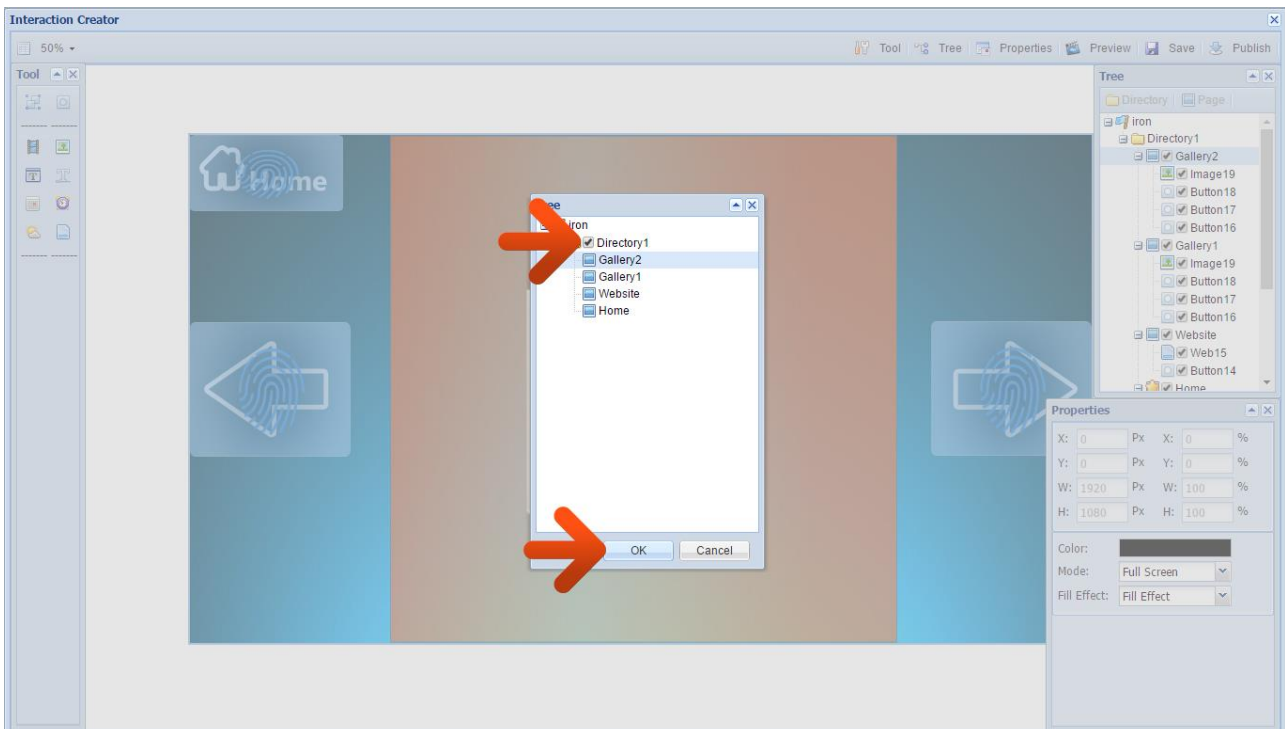 Interaction Creator
50%
Tool Tree Properties Preview Save Publish
Tool
Home
Tree
iron
Directory1
Gallery2
Gallery1
Website
Home
OK Cancel
Tree
Directory Page
iron
Directory1
Gallery2
Image19
Button18
Button17
Button16
Gallery1
Image19
Button18
Button17
Button16
Website
Web15
Button14
Home
Properties
X: 0 Px X: 0 %
Y: 0 Px Y: 0 %
W: 1920 Px W: 100 %
H: 1080 Px H: 100 %
Color:
Mode: Full Screen
Fill Effect: Fill Effect